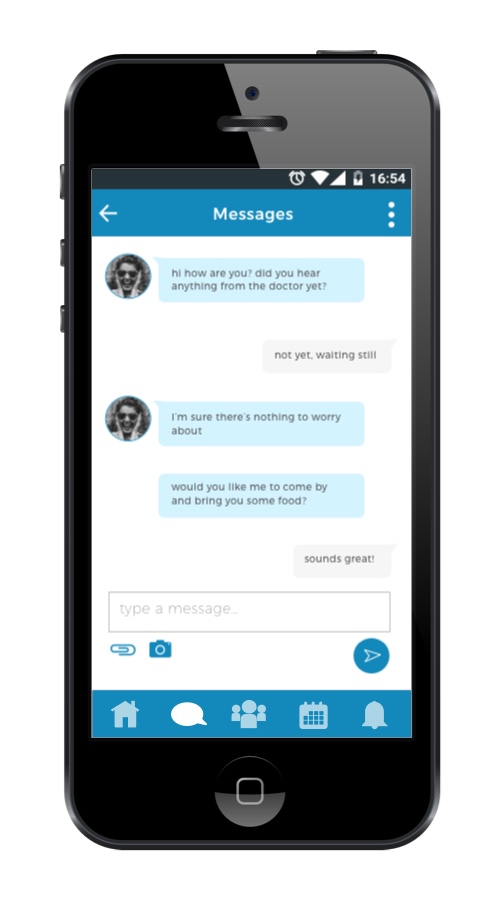 16:54
Messages
hi how are you? did you hear
anything from the doctor yet?
not yet, waiting still
I'm sure there's nothing to worry
about
would you like me to come by
and bring you some food?
sounds great!
type a message...